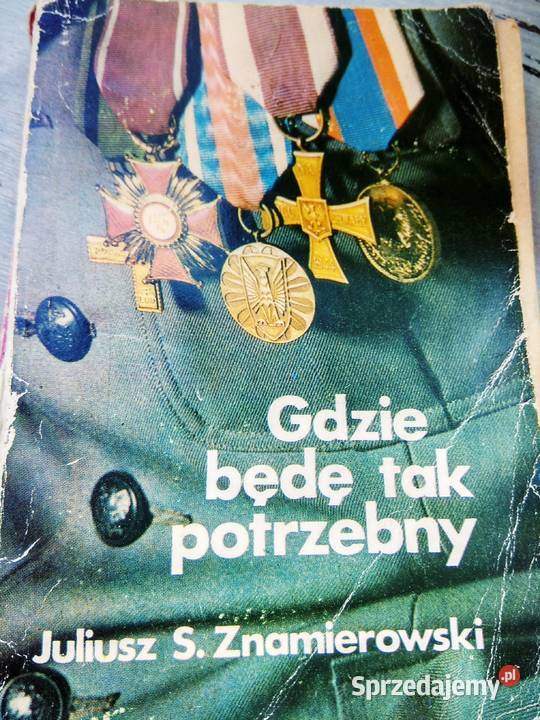 Gdzie
będę tak
potrzebny
Juliusz S. Znamierowski
Sprzedajemy.pl